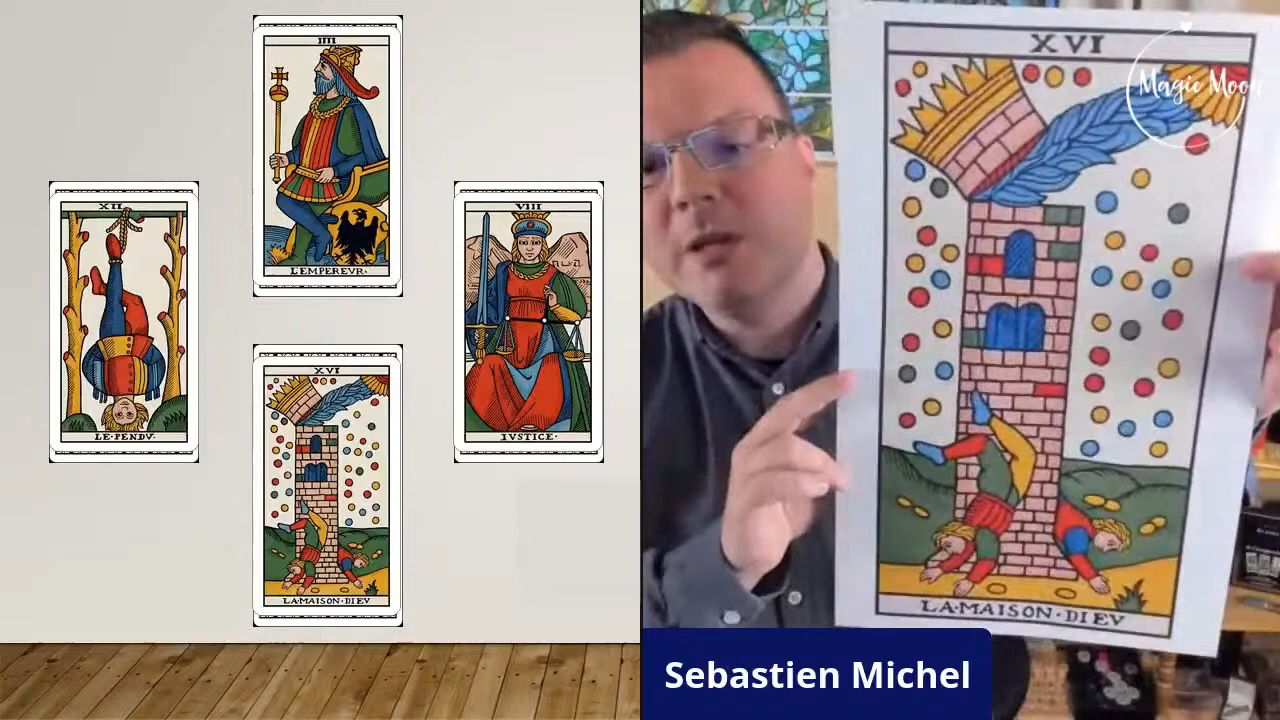 IIII
L'EMPEREVR·
XII
LE·PENDV·
VIII
IVSTICE·
XVI
LA·MAISON·DIEV
XVI
Magic Moon
LA·MAISON·DIEV
Sebastien Michel